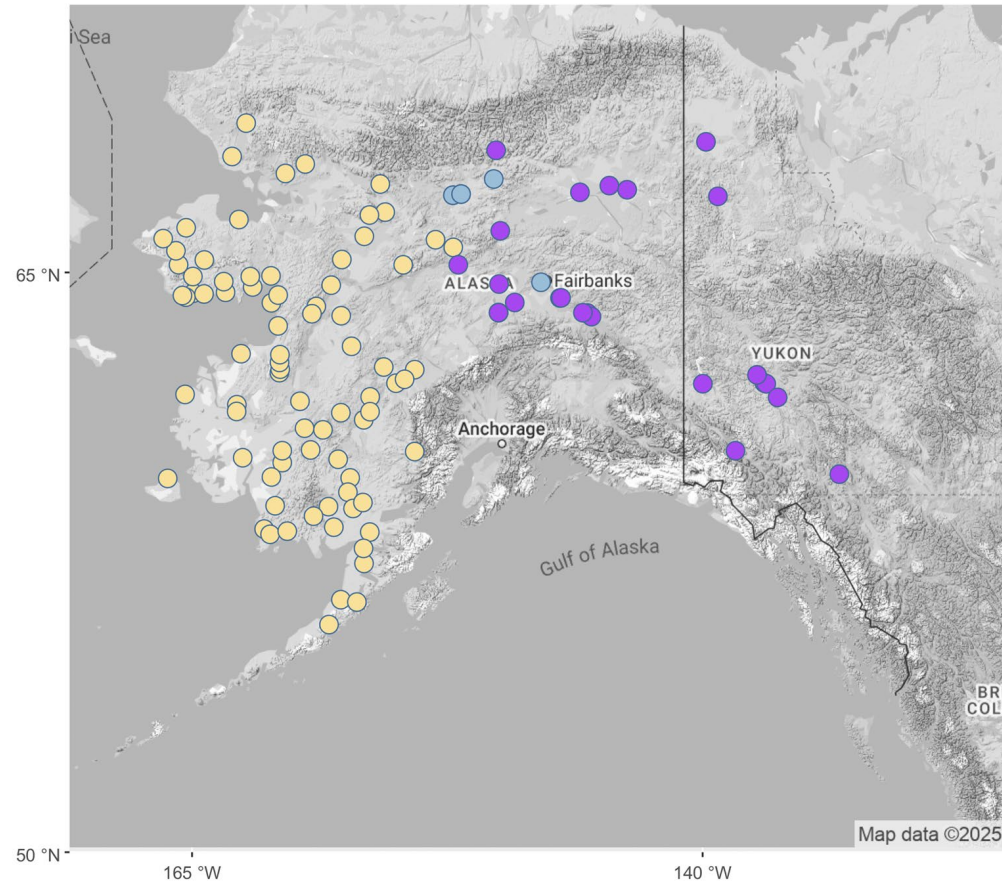 i Sea
65 °N
ALASKA
Fairbanks
YUKON
Anchorage
Gulf of Alaska
BR
COL
Map data ©2025
50 °N
165 °W
140 °W